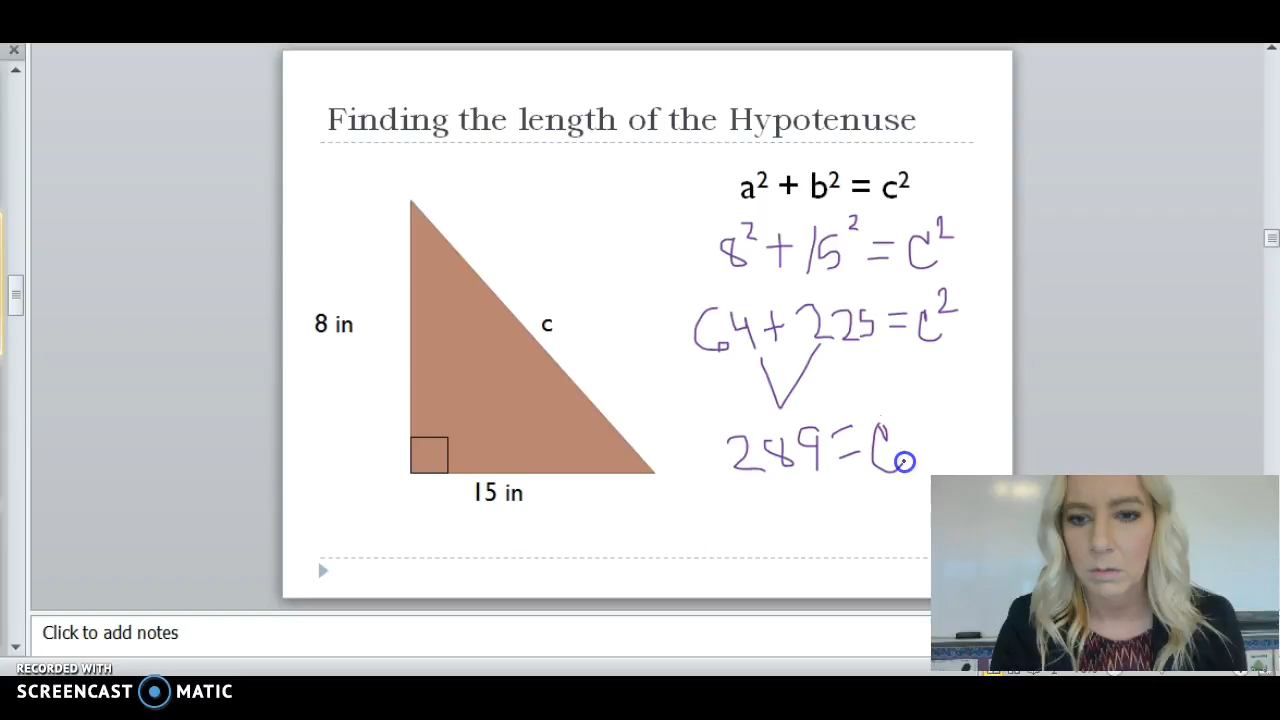 Finding the length of the Hypotenuse
a² + b² = c²
8² + 15² = c²
64 + 225 = c²
8 in
c
289 = c
15 in
Click to add notes
RECORDED WITH
SCREENCAST MATIC